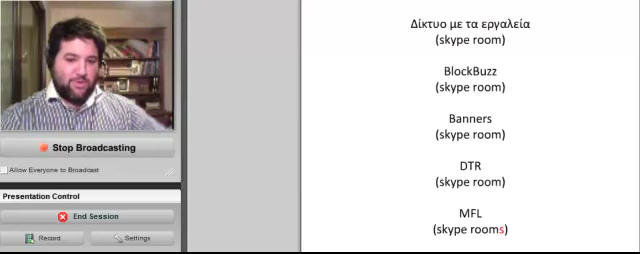 Stop Broadcasting
Allow Everyone to Broadcast
Presentation Control
End Session
Record
Settings
Δίκτυο με τα εργαλεία
(skype room)
BlockBuzz
(skype room)
Banners
(skype room)
DTR
(skype room)
MFL
(skype rooms)